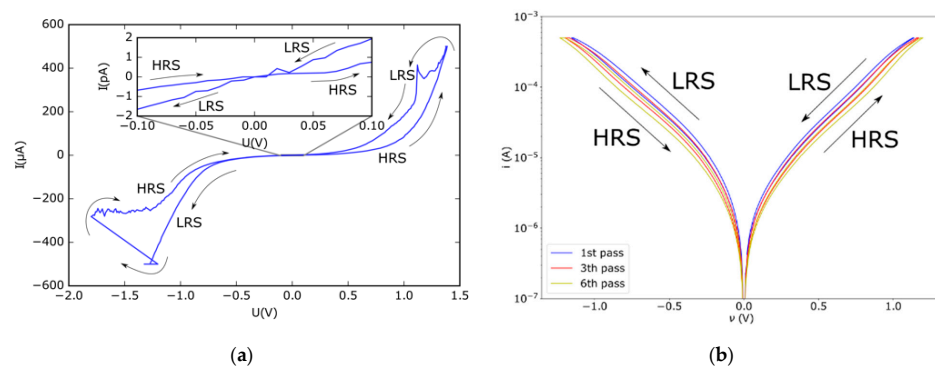 (a)
600
400
200
0
−200
−400
−600
I(μA)
−2.0 −1.5 −1.0 −0.5 0.0 0.5 1.0 1.5
U(V)
2
1
0
−1
−2
I(pA)
−0.10 −0.05 0.00 0.05 0.10
U(V)
HRS
LRS
LRS
HRS
LRS
HRS
HRS
LRS
(a)
10⁻³
10⁻⁴
10⁻⁵
10⁻⁶
10⁻⁷
i (A)
−1.0 −0.5 0.0 0.5 1.0
ν (V)
LRS
LRS
HRS
HRS
1st pass
3th pass
6th pass
(b)